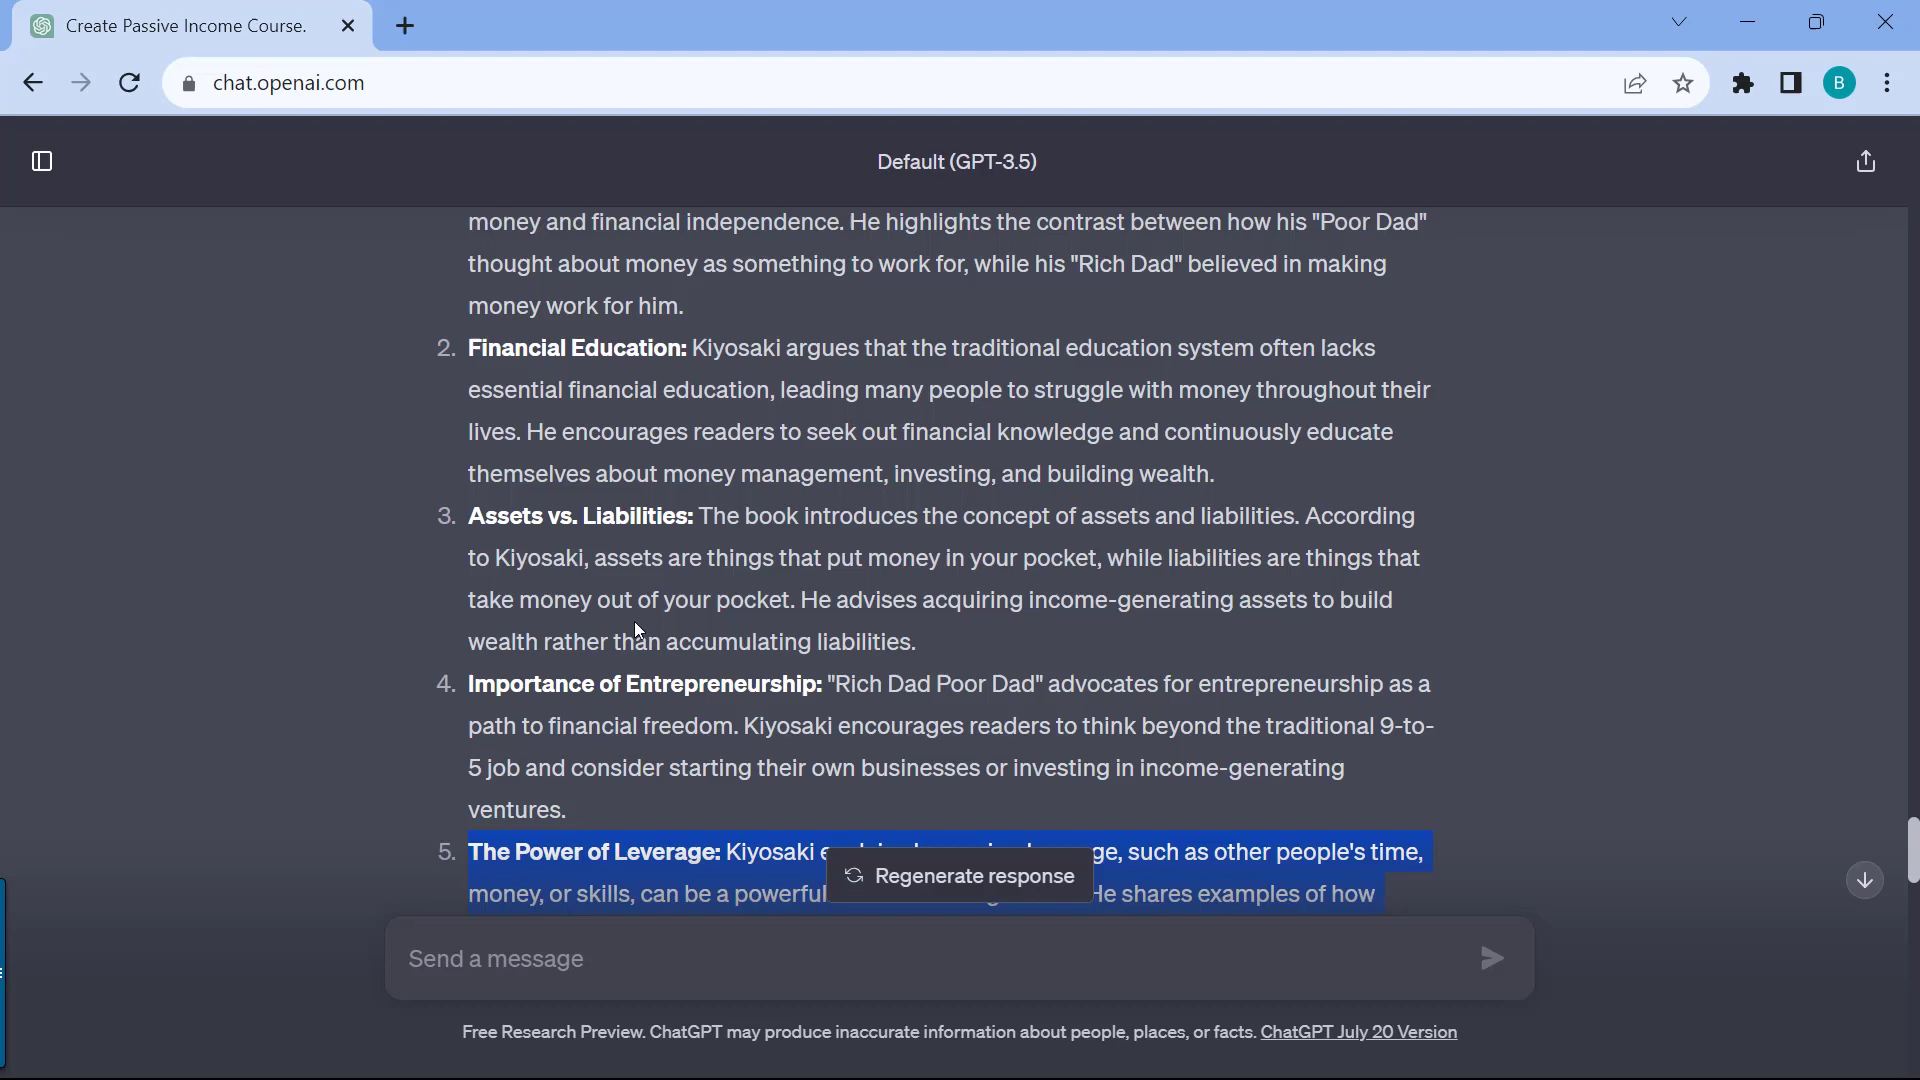 Create Passive Income Course.
chat.openai.com
B
Default (GPT-3.5)
money and financial independence. He highlights the contrast between how his "Poor Dad"
thought about money as something to work for, while his "Rich Dad" believed in making
money work for him.
2. Financial Education: Kiyosaki argues that the traditional education system often lacks
essential financial education, leading many people to struggle with money throughout their
lives. He encourages readers to seek out financial knowledge and continuously educate
themselves about money management, investing, and building wealth.
3. Assets vs. Liabilities: The book introduces the concept of assets and liabilities. According
to Kiyosaki, assets are things that put money in your pocket, while liabilities are things that
take money out of your pocket. He advises acquiring income-generating assets to build
wealth rather than accumulating liabilities.
4. Importance of Entrepreneurship: "Rich Dad Poor Dad" advocates for entrepreneurship as a
path to financial freedom. Kiyosaki encourages readers to think beyond the traditional 9-to-
5 job and consider starting their own businesses or investing in income-generating
ventures.
5. The Power of Leverage: Kiyosaki such as other people's time,
money, or skills, can be a powerful He shares examples of how
Regenerate response
Send a message
Free Research Preview. ChatGPT may produce inaccurate information about people, places, or facts. ChatGPT July 20 Version